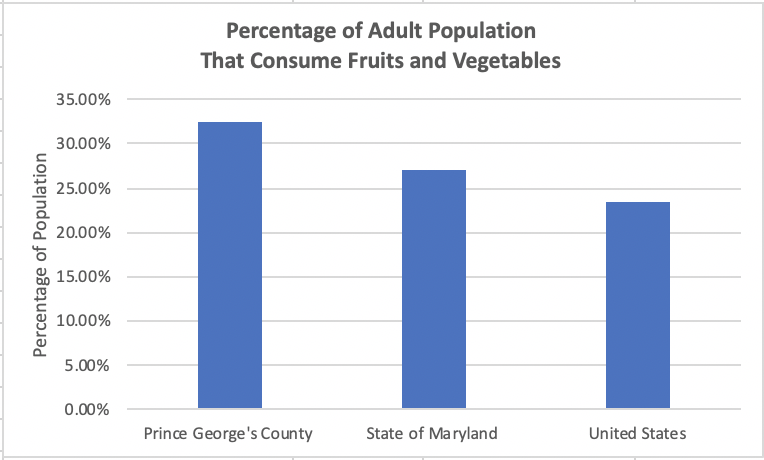 Percentage of Adult Population
That Consume Fruits and Vegetables
Percentage of Population
35.00%
30.00%
25.00%
20.00%
15.00%
10.00%
5.00%
0.00%
Prince George's County
State of Maryland
United States